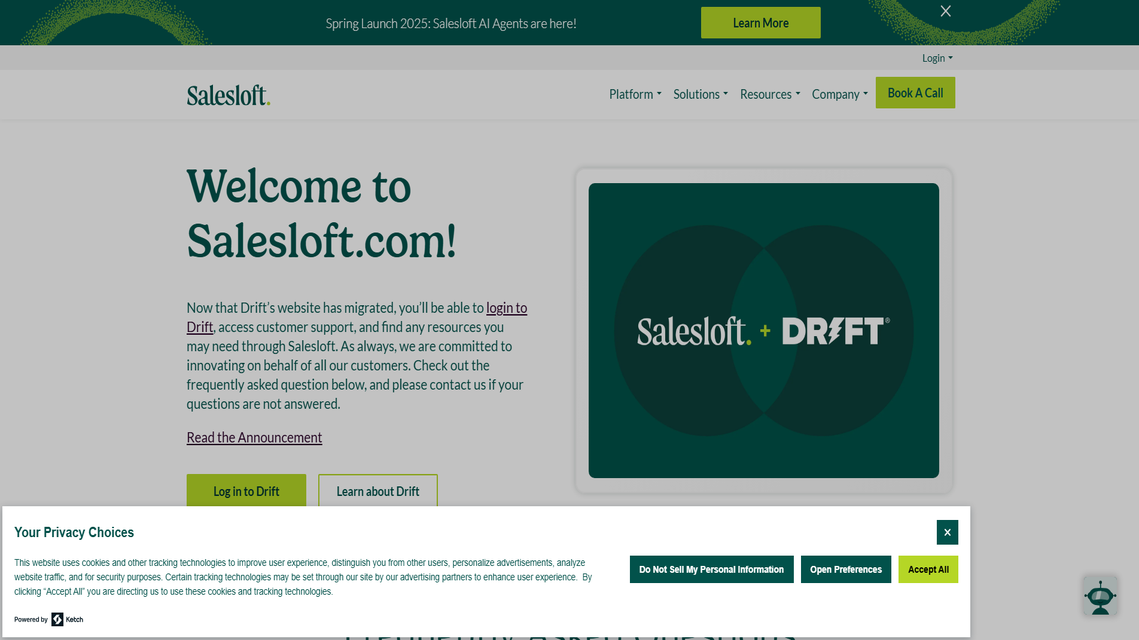 Spring Launch 2025: Salesloft AI Agents are here!
Learn More
Login
Salesloft.
Platform
Solutions
Resources
Company
Book A Call
Welcome to
Salesloft.com!
Now that Drift’s website has migrated, you’ll be able to login to
Drift, access customer support, and find any resources you
may need through Salesloft. As always, we are committed to
innovating on behalf of all our customers. Check out the
frequently asked question below, and please contact us if your
questions are not answered.
Read the Announcement
Log in to Drift
Learn about Drift
Salesloft. + DRIFT®
Your Privacy Choices
X
This website uses cookies and other tracking technologies to improve user experience, distinguish you from other users, personalize advertisements, analyze
website traffic, and for security purposes. Certain tracking technologies may be set through our site by our advertising partners to enhance user experience. By
clicking “Accept All” you are directing us to use these cookies and tracking technologies.
Do Not Sell My Personal Information
Open Preferences
Accept All
Powered by Ketch
Frequently Asked Questions